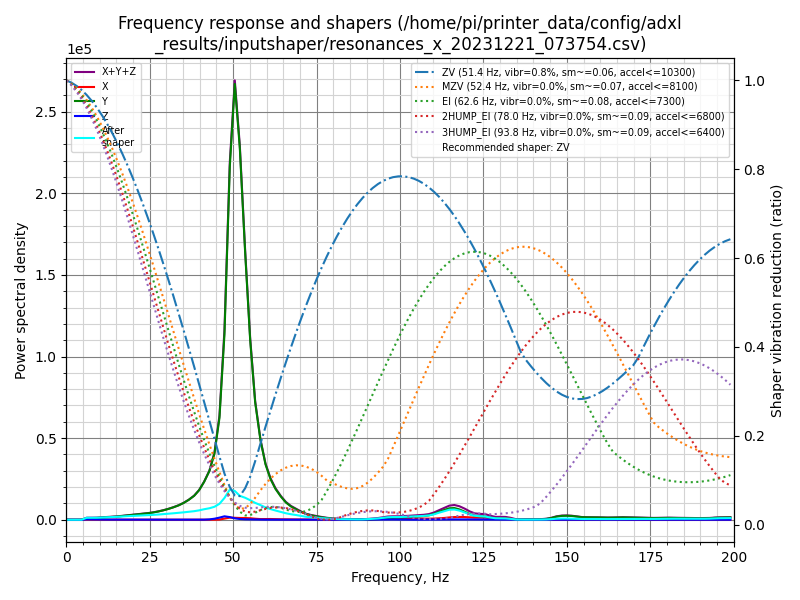 Frequency response and shapers (/home/pi/printer_data/config/adxl
_results/inputshaper/resonances_x_20231221_073754.csv)
1e5
X+Y+Z
X
Y
Z
After
shaper
ZV (51.4 Hz, vibr=0.8%, sm~=0.06, accel<=10300)
MZV (52.4 Hz, vibr=0.0%, sm~=0.07, accel<=8100)
EI (62.6 Hz, vibr=0.0%, sm~=0.08, accel<=7300)
2HUMP_EI (78.0 Hz, vibr=0.0%, sm~=0.09, accel<=6800)
3HUMP_EI (93.8 Hz, vibr=0.0%, sm~=0.09, accel<=6400)
Recommended shaper: ZV
Power spectral density
2.5
2.0
1.5
1.0
0.5
0.0
1.0
0.8
0.6
0.4
0.2
0.0
Shaper vibration reduction (ratio)
0 25 50 75 100 125 150 175 200
Frequency, Hz